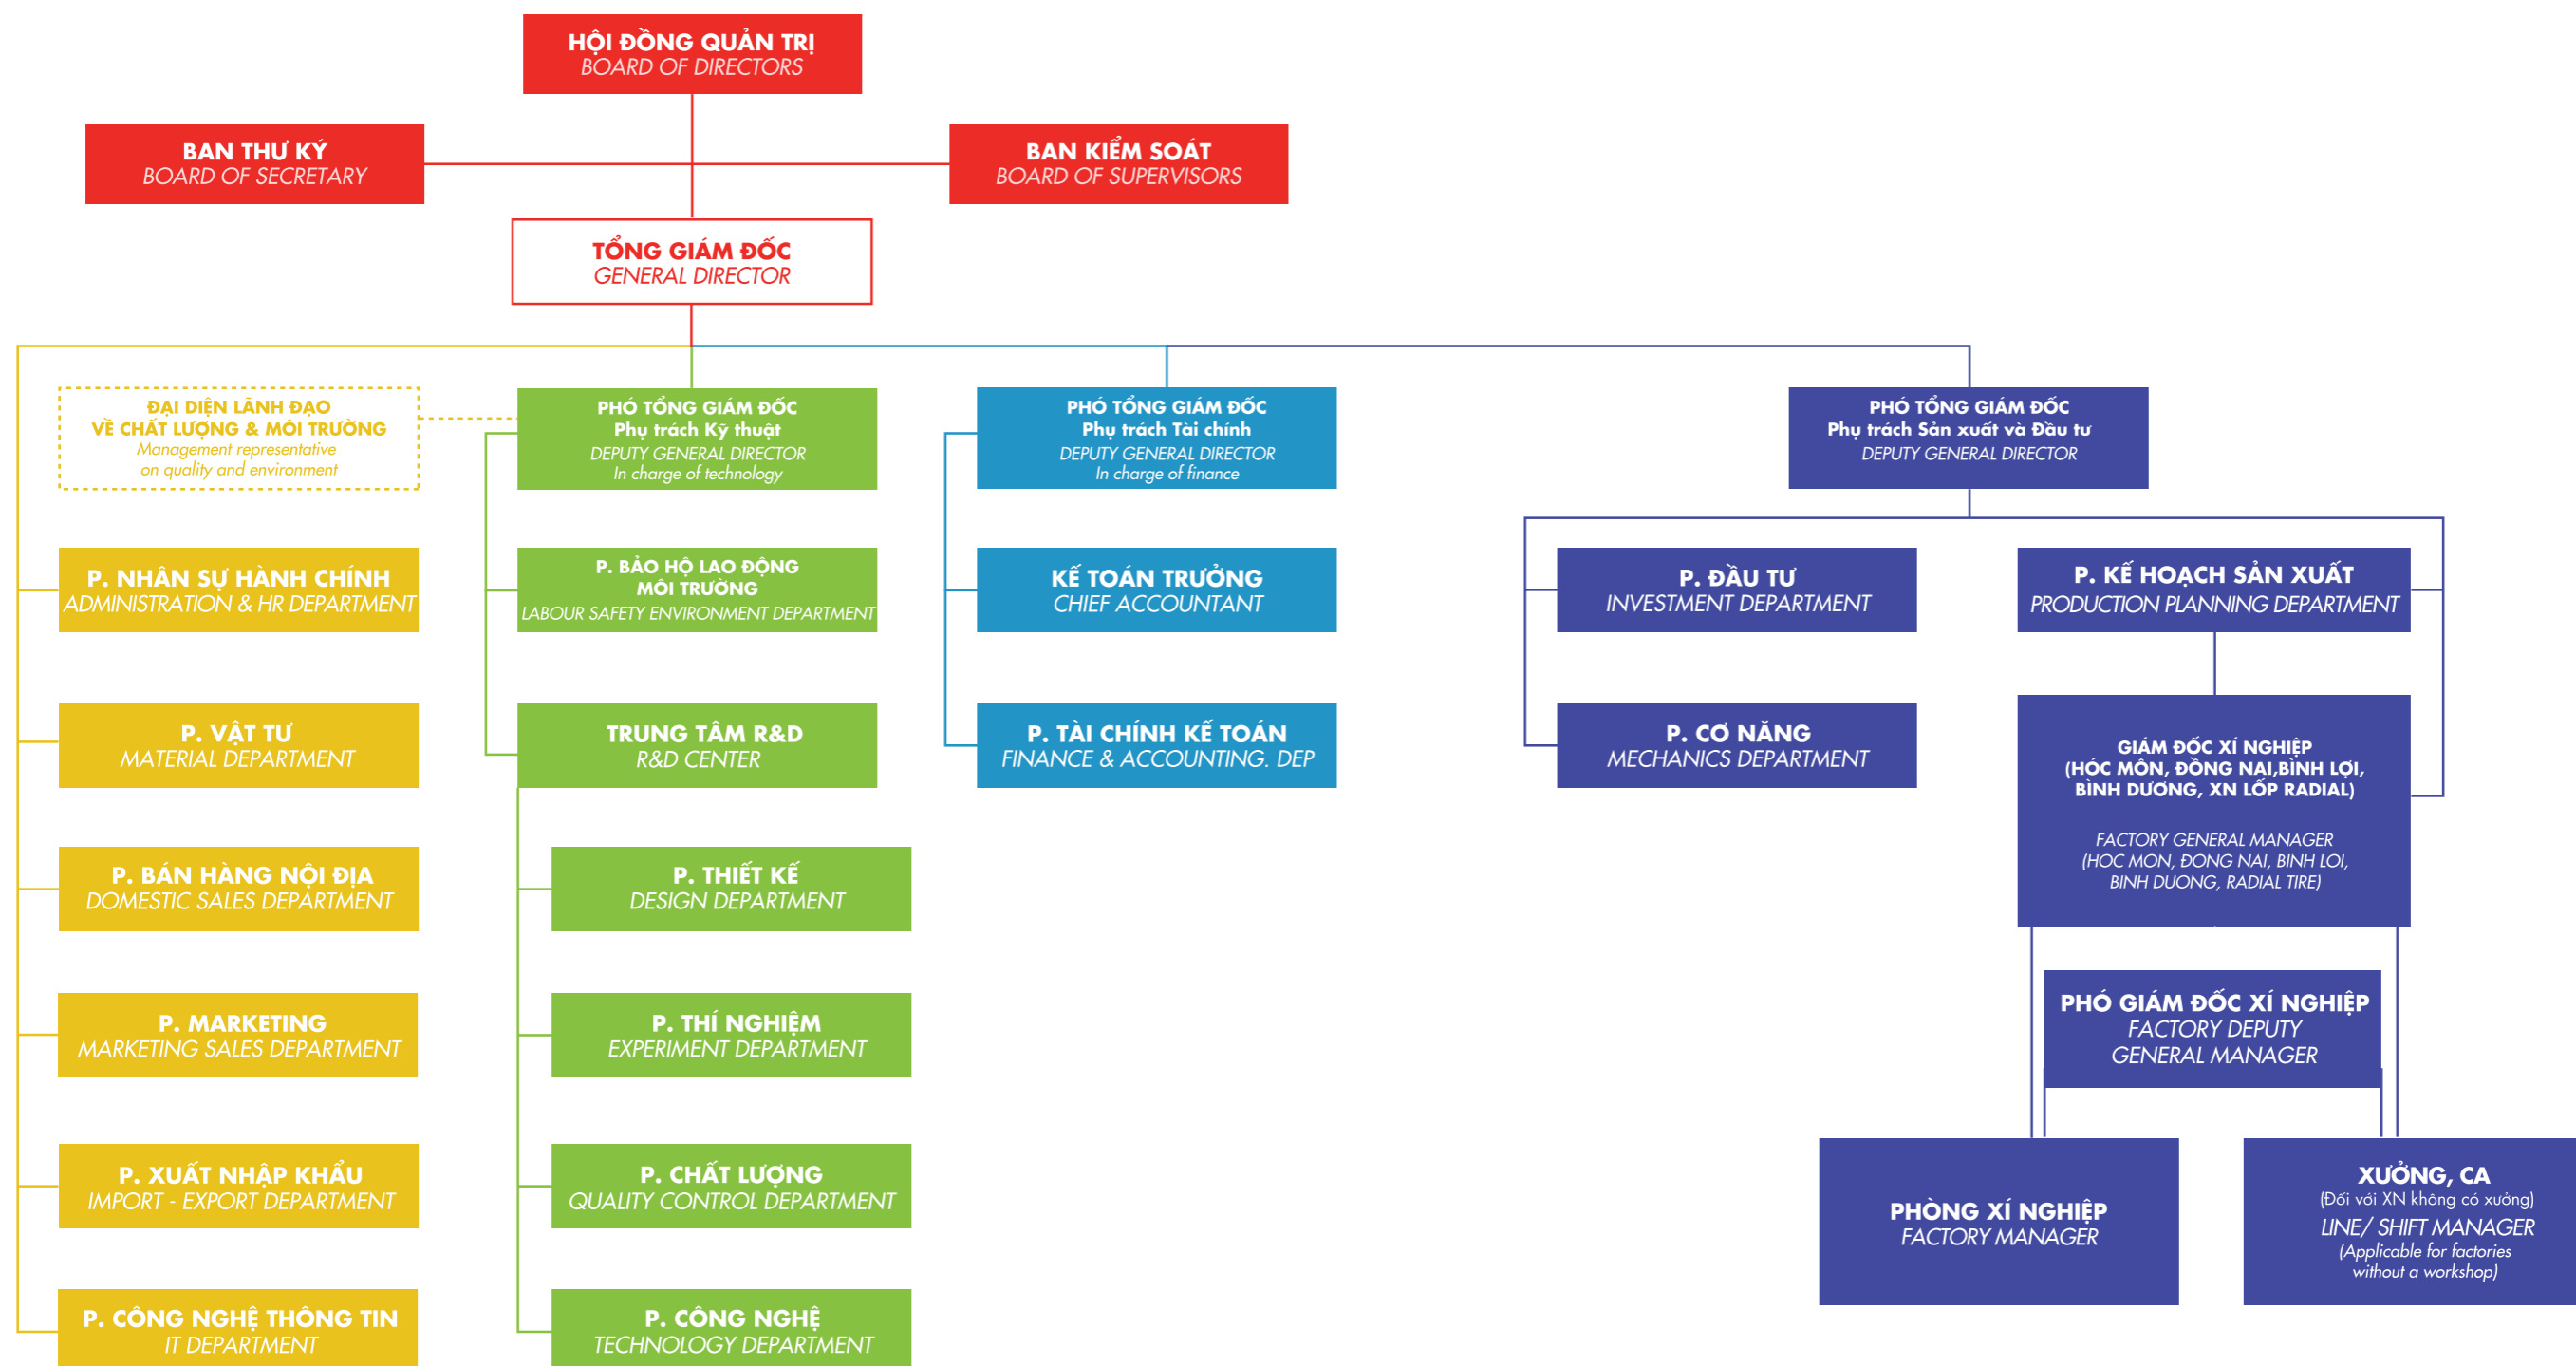 HỘI ĐỒNG QUẢN TRỊ
BOARD OF DIRECTORS
BAN THƯ KÝ
BOARD OF SECRETARY
BAN KIỂM SOÁT
BOARD OF SUPERVISORS
TỔNG GIÁM ĐỐC
GENERAL DIRECTOR
ĐẠI DIỆN LÃNH ĐẠO
VỀ CHẤT LƯỢNG & MÔI TRƯỜNG
Management representative
on quality and environment
PHÓ TỔNG GIÁM ĐỐC
Phụ trách Kỹ thuật
DEPUTY GENERAL DIRECTOR
In charge of technology
PHÓ TỔNG GIÁM ĐỐC
Phụ trách Tài chính
DEPUTY GENERAL DIRECTOR
In charge of finance
PHÓ TỔNG GIÁM ĐỐC
Phụ trách Sản xuất và Đầu tư
DEPUTY GENERAL DIRECTOR
P. NHÂN SỰ HÀNH CHÍNH
ADMINISTRATION & HR DEPARTMENT
P. BẢO HỘ LAO ĐỘNG
MÔI TRƯỜNG
LABOUR SAFETY ENVIRONMENT DEPARTMENT
KẾ TOÁN TRƯỞNG
CHIEF ACCOUNTANT
P. ĐẦU TƯ
INVESTMENT DEPARTMENT
P. KẾ HOẠCH SẢN XUẤT
PRODUCTION PLANNING DEPARTMENT
P. VẬT TƯ
MATERIAL DEPARTMENT
TRUNG TÂM R&D
R&D CENTER
P. TÀI CHÍNH KẾ TOÁN
FINANCE & ACCOUNTING. DEP
P. CƠ NĂNG
MECHANICS DEPARTMENT
GIÁM ĐỐC XÍ NGHIỆP
(HÓC MÔN, ĐỒNG NAI,BÌNH LỢI,
BÌNH DƯƠNG, XN LỐP RADIAL)
FACTORY GENERAL MANAGER
(HOC MON, ĐONG NAI, BINH LOI,
BINH DUONG, RADIAL TIRE)
P. BÁN HÀNG NỘI ĐỊA
DOMESTIC SALES DEPARTMENT
P. THIẾT KẾ
DESIGN DEPARTMENT
P. MARKETING
MARKETING SALES DEPARTMENT
P. THÍ NGHIỆM
EXPERIMENT DEPARTMENT
PHÓ GIÁM ĐỐC XÍ NGHIỆP
FACTORY DEPUTY
GENERAL MANAGER
P. XUẤT NHẬP KHẨU
IMPORT - EXPORT DEPARTMENT
P. CHẤT LƯỢNG
QUALITY CONTROL DEPARTMENT
PHÒNG XÍ NGHIỆP
FACTORY MANAGER
XƯỞNG, CA
(Đối với XN không có xưởng)
LINE/ SHIFT MANAGER
(Applicable for factories
without a workshop)
P. CÔNG NGHỆ THÔNG TIN
IT DEPARTMENT
P. CÔNG NGHỆ
TECHNOLOGY DEPARTMENT